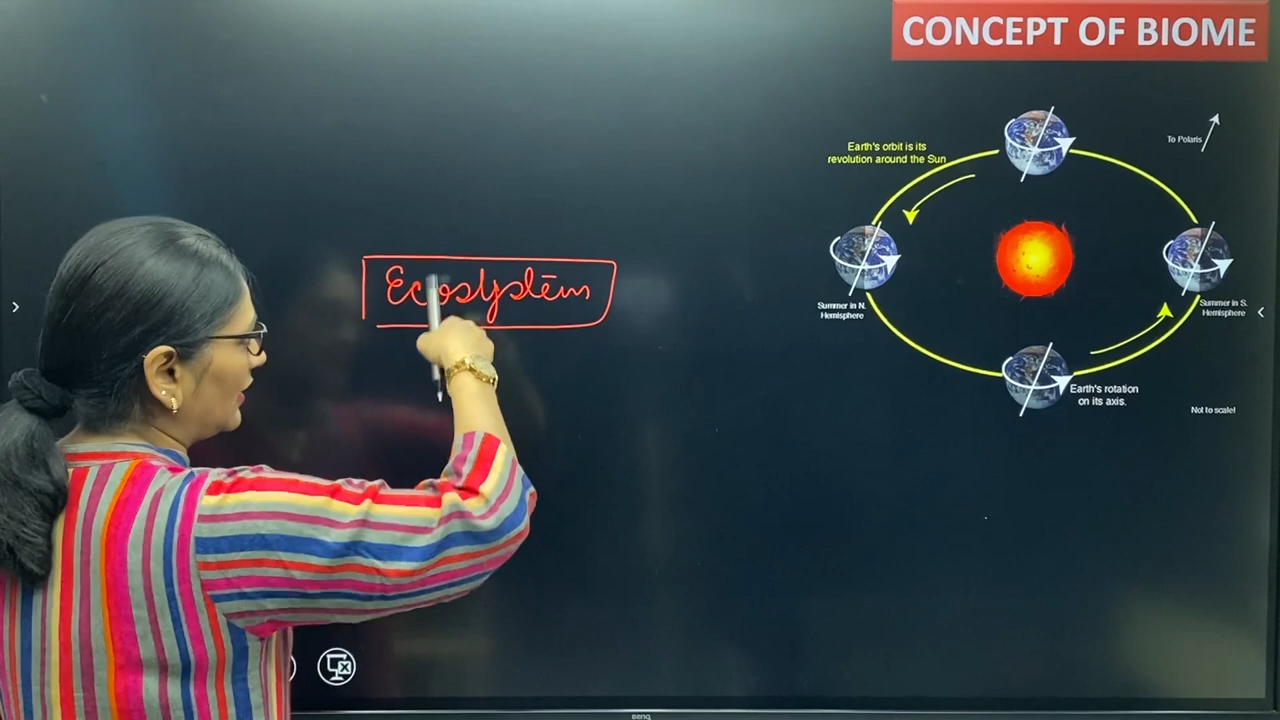 CONCEPT OF BIOME
Earth's orbit is its
revolution around the Sun
To Polaris
Ecosystem
Summer in N.
Hemisphere
Summer in S.
Hemisphere
Earth's rotation
on its axis.
Not to scale!